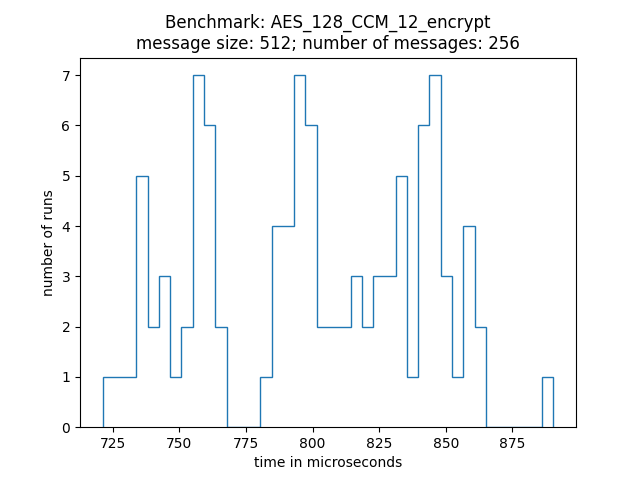 Benchmark: AES_128_CCM_12_encrypt
message size: 512; number of messages: 256
7
6
5
4
3
2
1
0
number of runs
725 750 775 800 825 850 875
time in microseconds